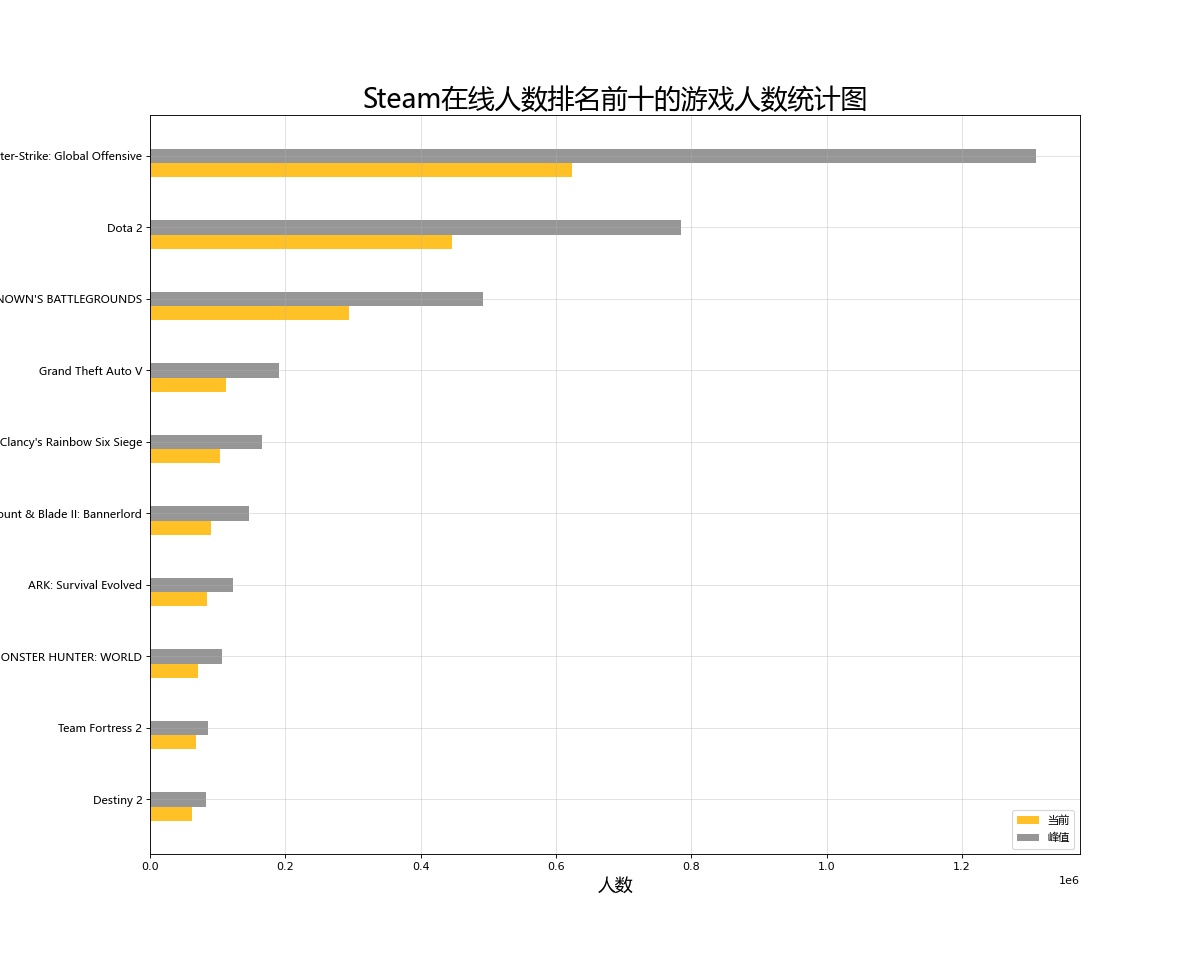 Steam在线人数排名前十的游戏人数统计图
ter-Strike: Global Offensive
Dota 2
NOWN'S BATTLEGROUNDS
Grand Theft Auto V
Clancy's Rainbow Six Siege
ount & Blade II: Bannerlord
ARK: Survival Evolved
ONSTER HUNTER: WORLD
Team Fortress 2
Destiny 2
当前
峰值
0.0 0.2 0.4 0.6 0.8 1.0 1.2
1e6
人数